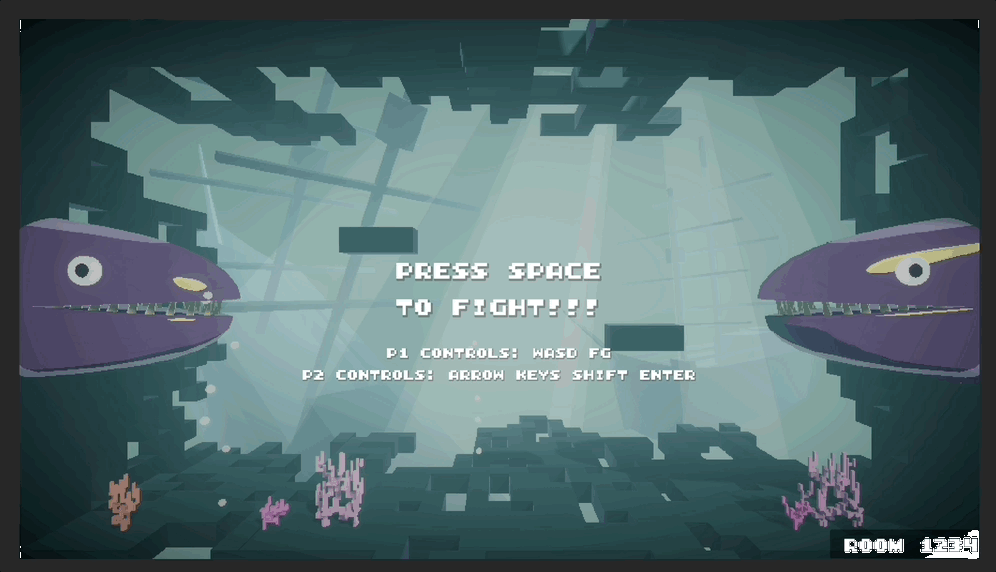 PRESS SPACE
TO FIGHT!!!
P1 CONTROLS: WASD FG
P2 CONTROLS: ARROW KEYS SHIFT ENTER
ROOM 1234